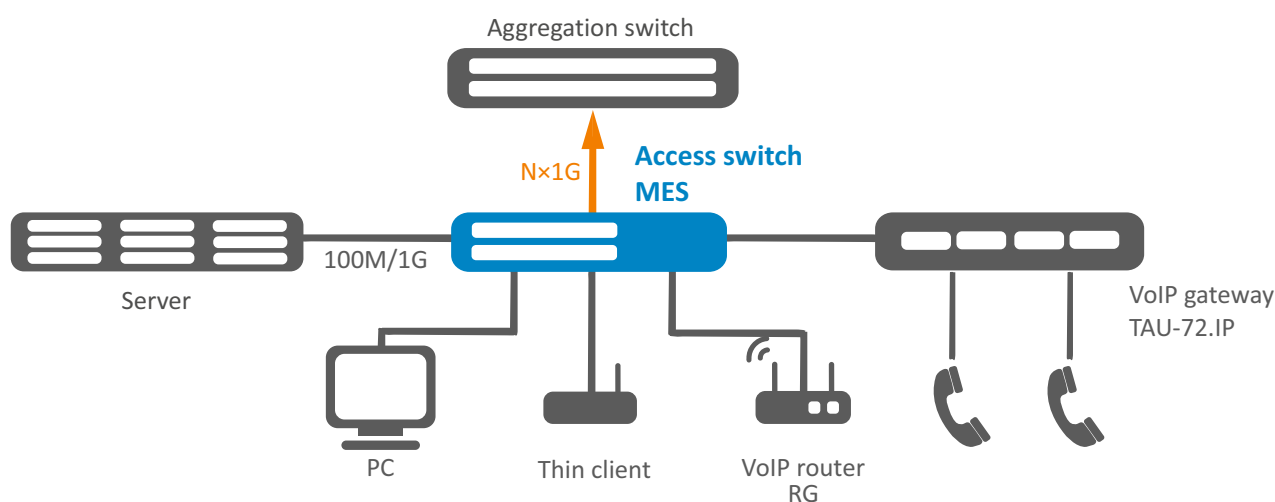 Aggregation switch
N×1G
Access switch
MES
100M/1G
Server
VoIP gateway
TAU-72.IP
PC
Thin client
VoIP router
RG